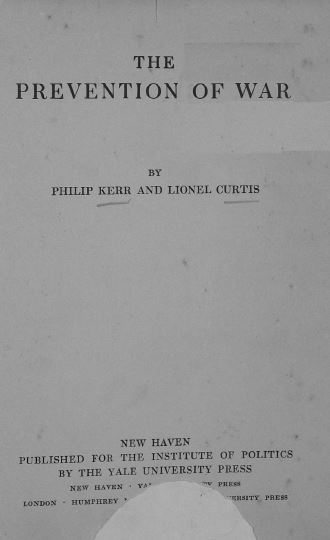 THE
PREVENTION OF WAR
BY
PHILIP KERR AND LIONEL CURTIS
NEW HAVEN
PUBLISHED FOR THE INSTITUTE OF POLITICS
BY THE YALE UNIVERSITY PRESS
NEW HAVEN · PRESS
LONDON · HUMPHREY PRESS